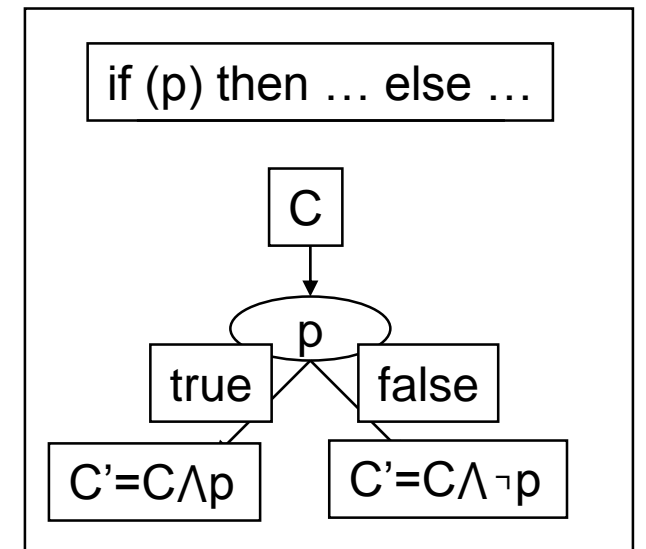 if (p) then … else …
C
p
true
false
C’=C⋀p
C’=C⋀¬p